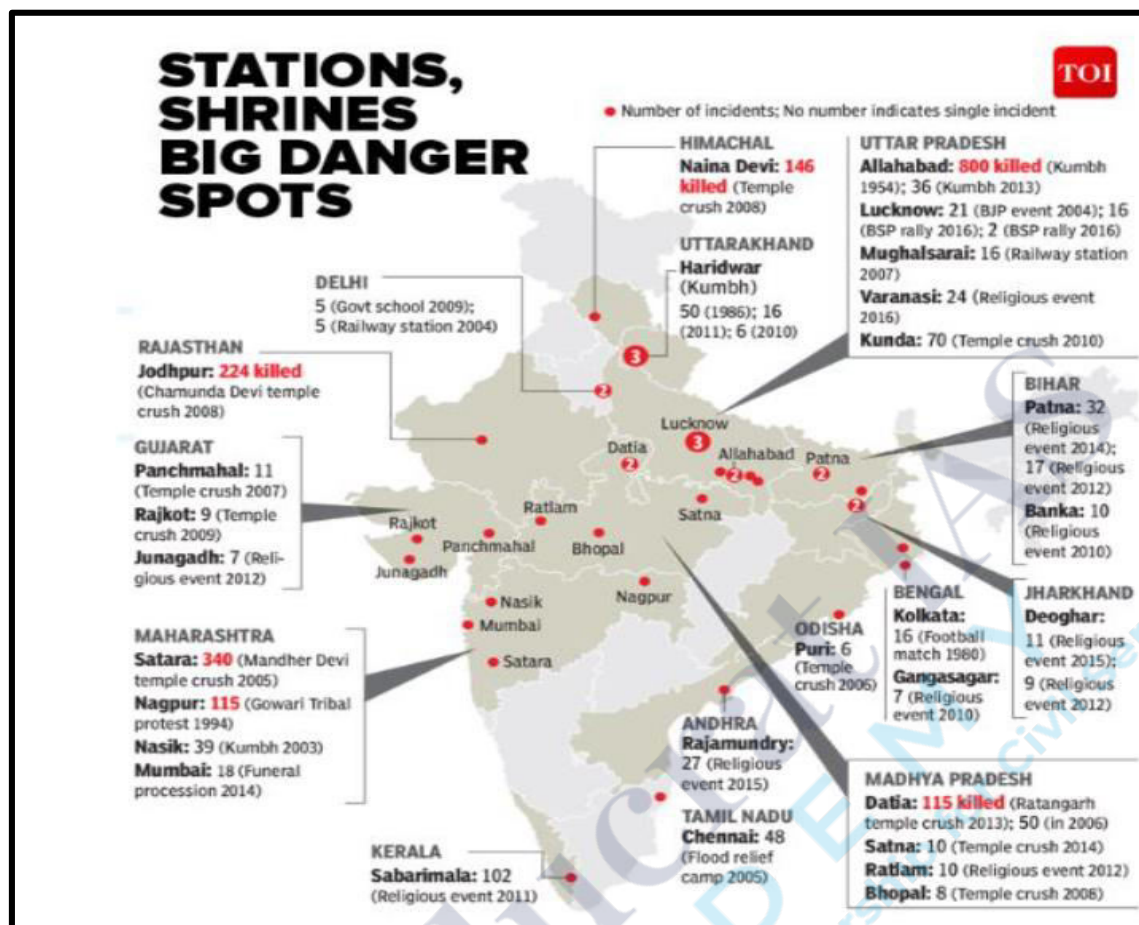 STATIONS,
SHRINES
BIG DANGER
SPOTS
TOI
Number of incidents; No number indicates single incident
HIMACHAL
Naina Devi: 146
killed (Temple
crush 2008)
UTTARAKHAND
Haridwar
(Kumbh)
50 (1986); 16
(2011); 6 (2010)
UTTAR PRADESH
Allahabad: 800 killed (Kumbh
1954); 36 (Kumbh 2013)
Lucknow: 21 (BJP event 2004); 16
(BSP rally 2016); 2 (BSP rally 2016)
Mughalsarai: 16 (Railway station
2007)
Varanasi: 24 (Religious event
2016)
Kunda: 70 (Temple crush 2010)
DELHI
5 (Govt school 2009);
5 (Railway station 2004)
RAJASTHAN
Jodhpur: 224 killed
(Chamunda Devi temple
crush 2008)
GUJARAT
Panchmahal: 11
(Temple crush 2007)
Rajkot: 9 (Temple
crush 2009)
Junagadh: 7 (Reli-
gious event 2012)
MAHARASHTRA
Satara: 340 (Mandher Devi
temple crush 2005)
Nagpur: 115 (Gowari Tribal
protest 1994)
Nasik: 39 (Kumbh 2003)
Mumbai: 18 (Funeral
procession 2014)
KERALA
Sabarimala: 102
(Religious event 2011)
3
2
Lucknow
3
Datia
2
Allahabad
2
Patna
2
2
Satna
Ratlam
Rajkot
Panchmahal
Bhopal
Junagadh
Nagpur
Nasik
Mumbai
Satara
BIHAR
Patna: 32
(Religious
event 2014);
17 (Religious
event 2012)
Banka: 10
(Religious
event 2010)
JHARKHAND
Deoghar:
11 (Religious
event 2015);
9 (Religious
event 2012)
BENGAL
Kolkata:
16 (Football
match 1980)
Gangasagar:
7 (Religious
event 2010)
ODISHA
Puri: 6
(Temple
crush 2006)
ANDHRA
Rajamundry:
27 (Religious
event 2015)
TAMIL NADU
Chennai: 48
(Flood relief
camp 2005)
MADHYA PRADESH
Datia: 115 killed (Ratangarh
temple crush 2013); 50 (in 2006)
Satna: 10 (Temple crush 2014)
Ratlam: 10 (Religious event 2012)
Bhopal: 8 (Temple crush 2008)